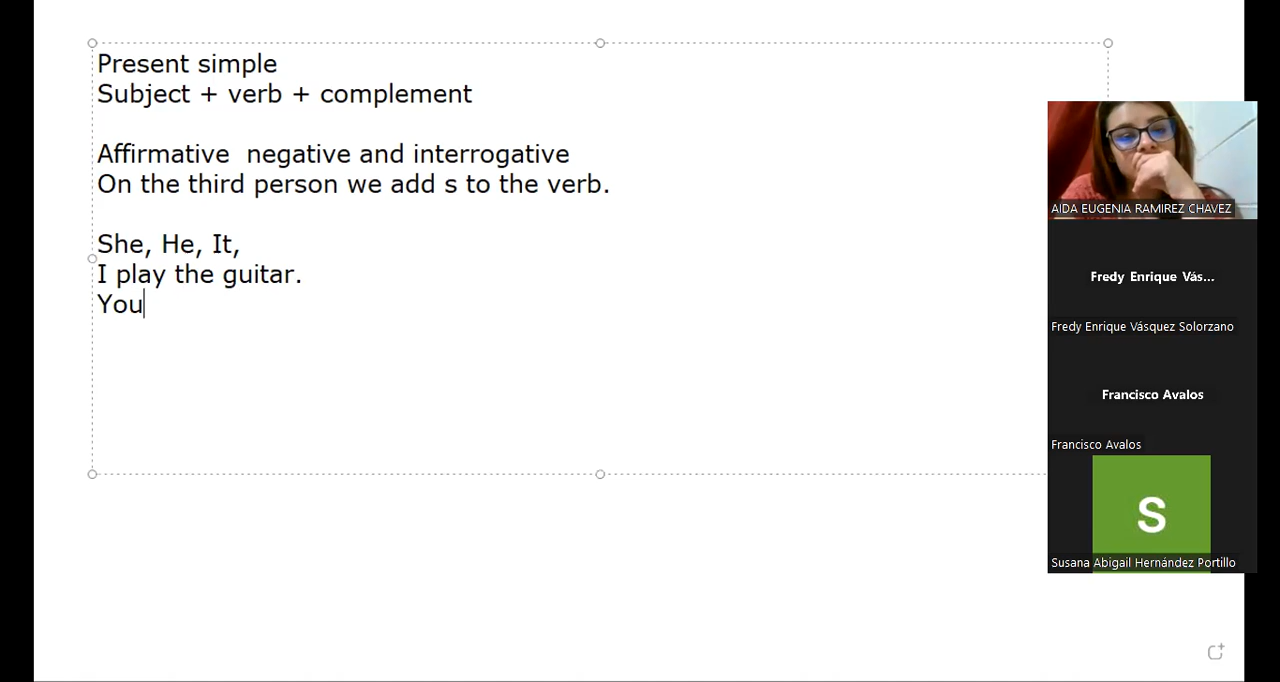 Present simple
Subject + verb + complement
Affirmative  negative and interrogative
On the third person we add s to the verb.
She, He, It,
I play the guitar.
You
AIDA EUGENIA RAMIREZ CHAVEZ
Fredy Enrique Vás...
Fredy Enrique Vásquez Solorzano
Francisco Avalos
Francisco Avalos
S
Susana Abigail Hernández Portillo